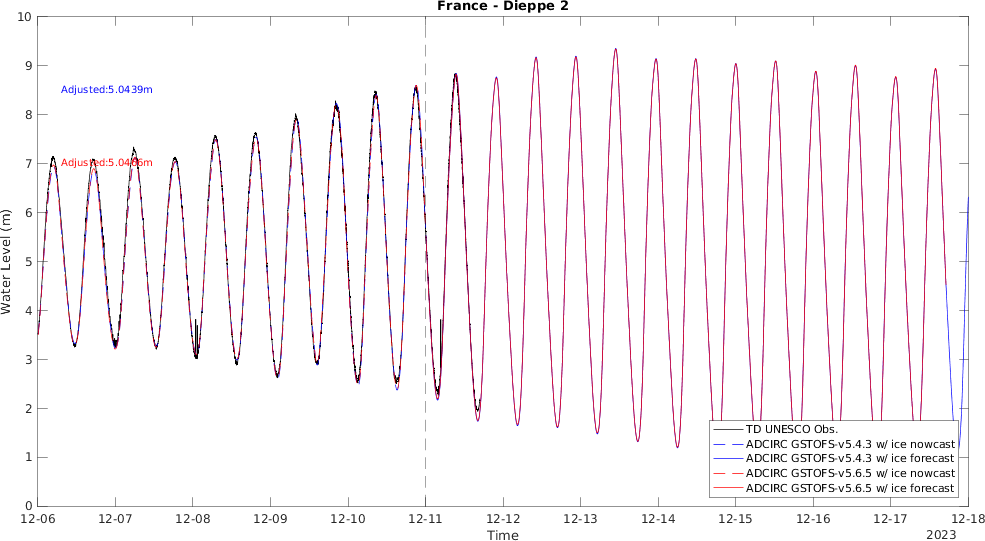 France - Dieppe 2
10
9
8
7
6
5
4
3
2
1
0
Water Level (m)
Adjusted:5.0439m
Adjusted:5.0466m
TD UNESCO Obs.
ADCIRC GSTOFS-v5.4.3 w/ ice nowcast
ADCIRC GSTOFS-v5.4.3 w/ ice forecast
ADCIRC GSTOFS-v5.6.5 w/ ice nowcast
ADCIRC GSTOFS-v5.6.5 w/ ice forecast
12-06 12-07 12-08 12-09 12-10 12-11 12-12 12-13 12-14 12-15 12-16 12-17 12-18
Time
2023